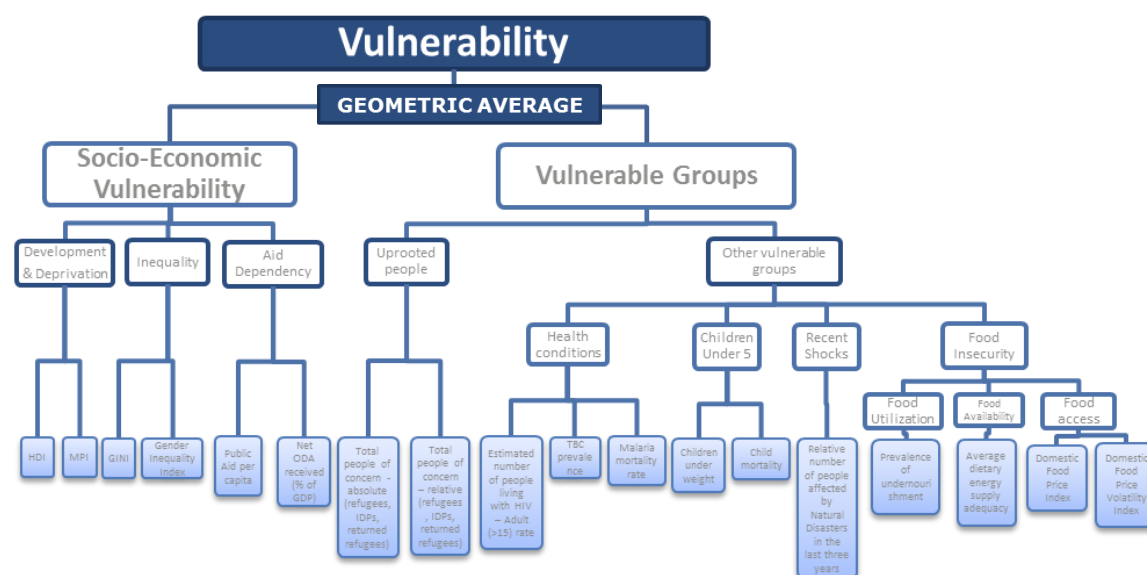 Vulnerability
GEOMETRIC AVERAGE
Socio-Economic
Vulnerability
Vulnerable Groups
Development
& Deprivation
Inequality
Aid
Dependency
Uprooted
people
Other vulnerable
groups
Health
conditions
Children
Under 5
Recent
Shocks
Food
Insecurity
Food
Utilization
Food
Availability
Food
access
HDI
MPI
GINI
Gender
Inequality
Index
Public
Aid per
capita
Net
ODA
received
(% of
GDP)
Total
people of
concern -
absolute
(refugees,
IDPs,
returned
refugees)
Total
people of
concern
– relative
(refugees
, IDPs,
returned
refugees)
Estimated
number of
people
living
with HIV
– Adult
(>15) rate
TBC
prevale
nce
Malaria
mortality
rate
Children
under
weight
Child
mortality
Relative
number of
people
affected
by
Natural
Disasters
in the
last three
years
Prevalence
of
undernouri
shment
Average
dietary
energy
supply
adequacy
Domestic
Food
Price
Index
Domestic
Food
Price
Volatility
Index